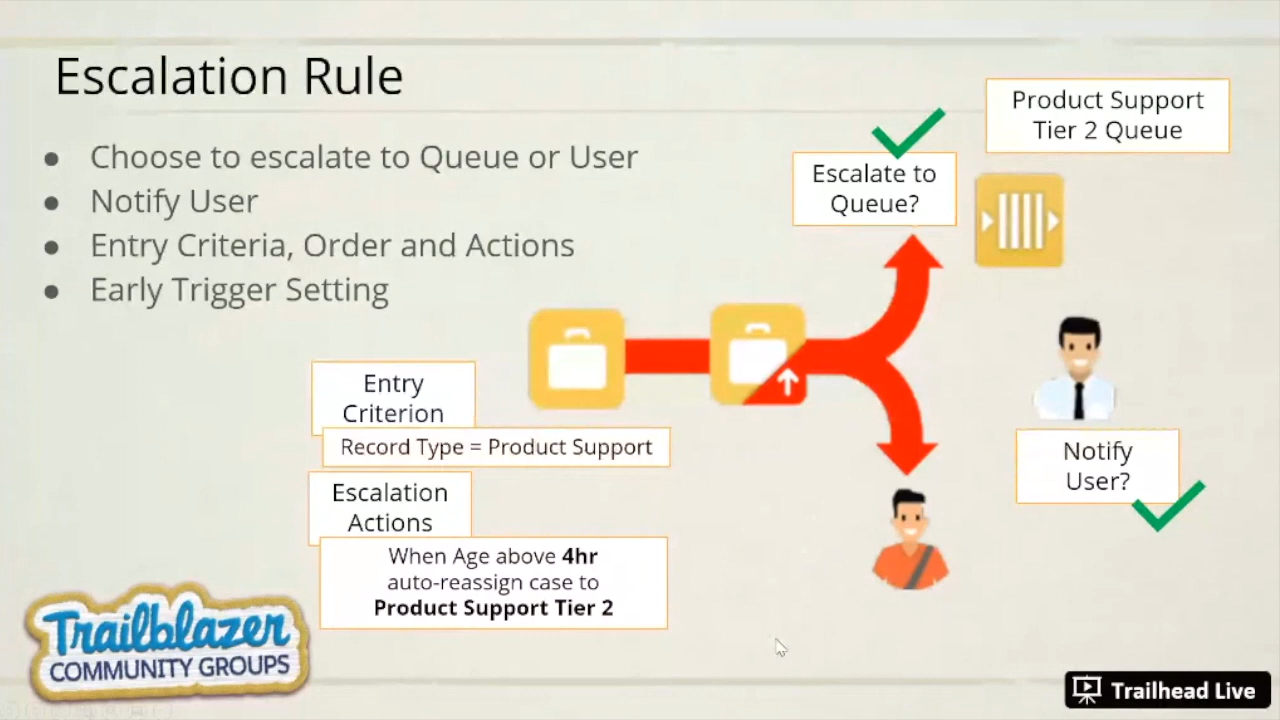 Escalation Rule
● Choose to escalate to Queue or User
● Notify User
● Entry Criteria, Order and Actions
● Early Trigger Setting
Product Support
Tier 2 Queue
Escalate to
Queue?
Entry
Criterion
Record Type = Product Support
Notify
User?
Escalation
Actions
When Age above 4hr
auto-reassign case to
Product Support Tier 2
Trailblazer
COMMUNITY GROUPS
Trailhead Live